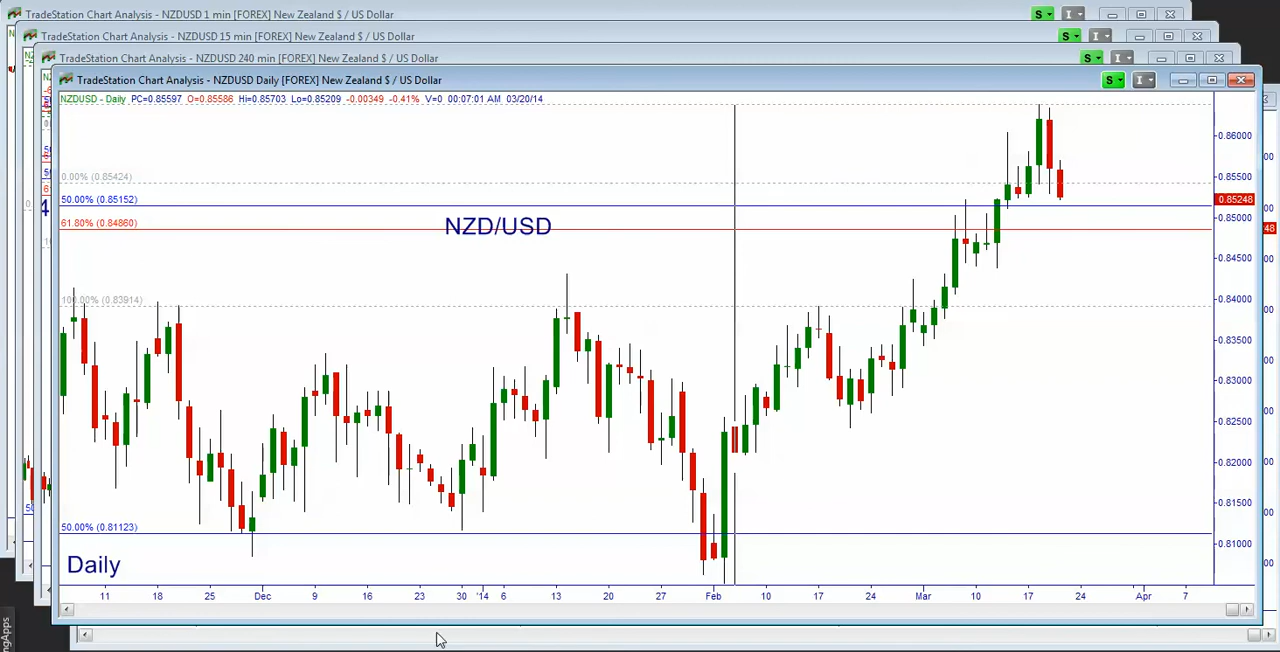 TradeStation Chart Analysis - NZDUSD 1 min [FOREX] New Zealand $ / US Dollar
S
I
TradeStation Chart Analysis - NZDUSD 15 min [FOREX] New Zealand $ / US Dollar
S
I
TradeStation Chart Analysis - NZDUSD 240 min [FOREX] New Zealand $ / US Dollar
S
I
TradeStation Chart Analysis - NZDUSD Daily [FOREX] New Zealand $ / US Dollar
S
I
NZDUSD - Daily PC=0.85597 O=0.85586 Hi=0.85703 Lo=0.85209 -0.00349 -0.41% V=0 00:07:01 AM 03/20/14
0.86000
0.00% (0.85424)
0.85500
50.00% (0.85152)
0.85248
0.85000
61.80% (0.84860)
NZD/USD
0.84500
100.00% (0.83914)
0.84000
0.83500
0.83000
0.82500
0.82000
0.81500
50.00% (0.81123)
0.81000
Daily
11 18 25 Dec 9 16 23 30 '14 6 13 20 27 Feb 10 17 24 Mar 10 17 24 Apr 7
ngApps